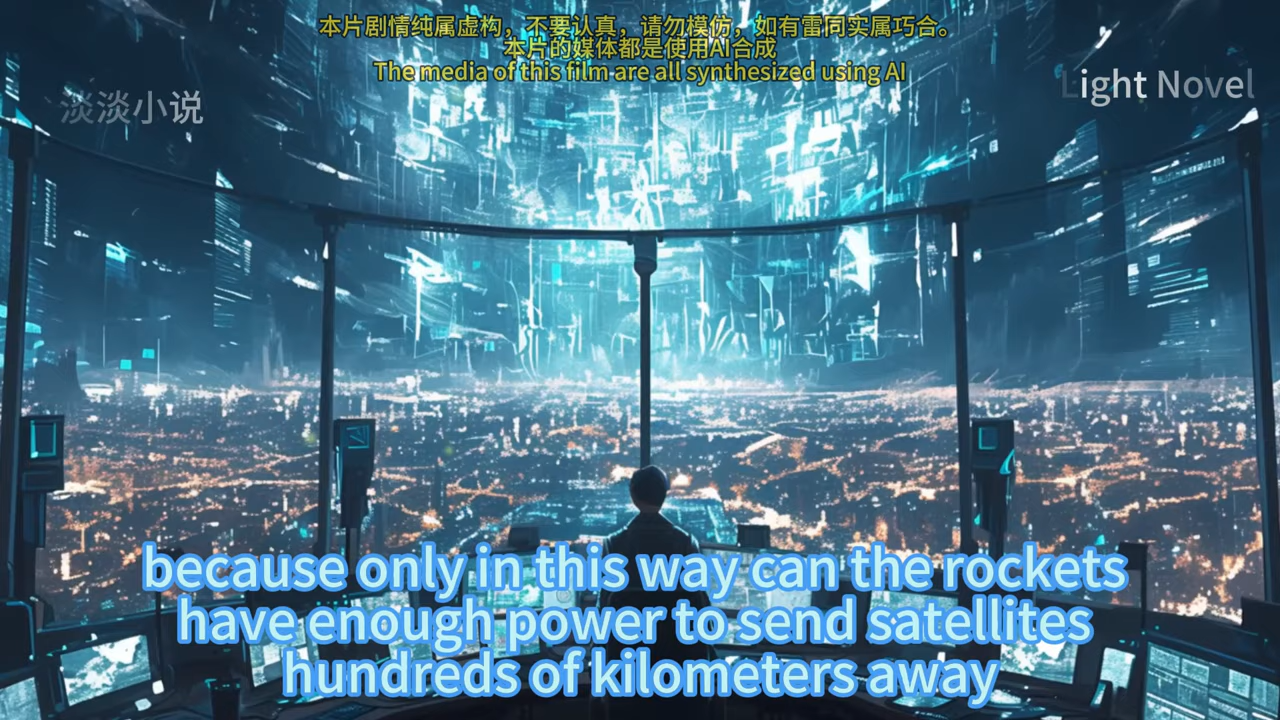 本片剧情纯属虚构，不要认真，请勿模仿，如有雷同实属巧合。
本片的媒体都是使用AI合成
The media of this film are all synthesized using AI
淡淡小说
Light Novel
because only in this way can the rockets
have enough power to send satellites
hundreds of kilometers away